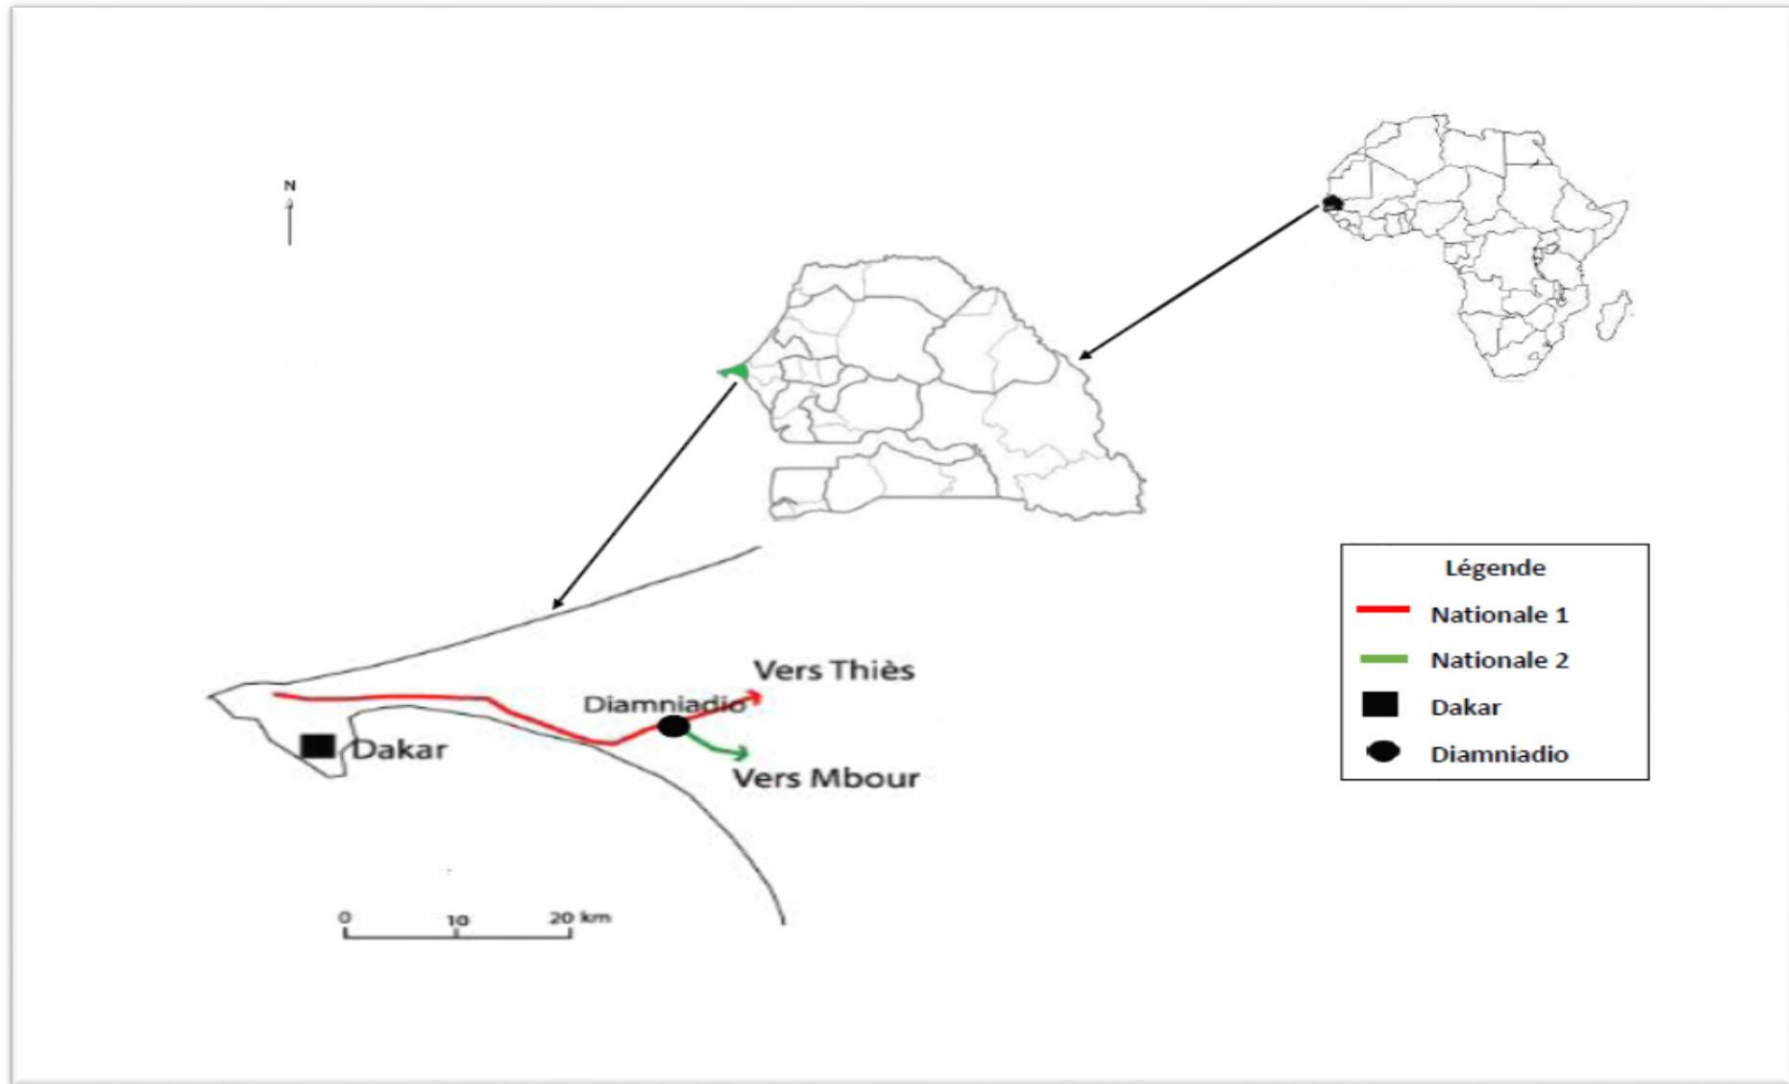 N
Légende
Nationale 1
Nationale 2
Dakar
Diamniadio
Vers Thiès
Diamniadio
Dakar
Vers Mbour
0 10 20 km